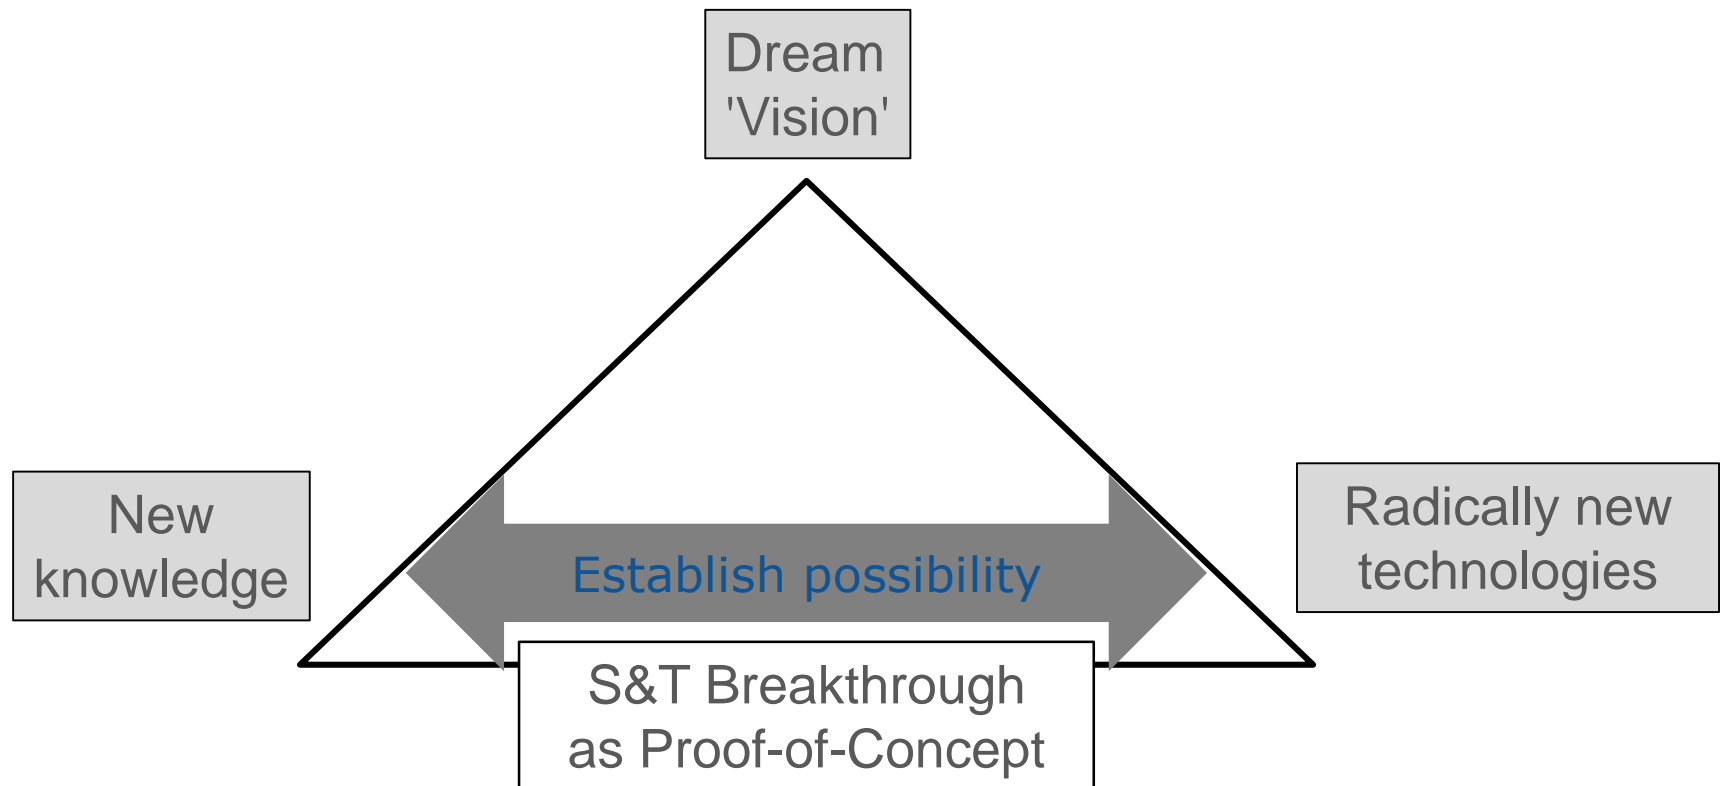 Dream
'Vision'
New
knowledge
Radically new
technologies
Establish possibility
S&T Breakthrough
as Proof-of-Concept